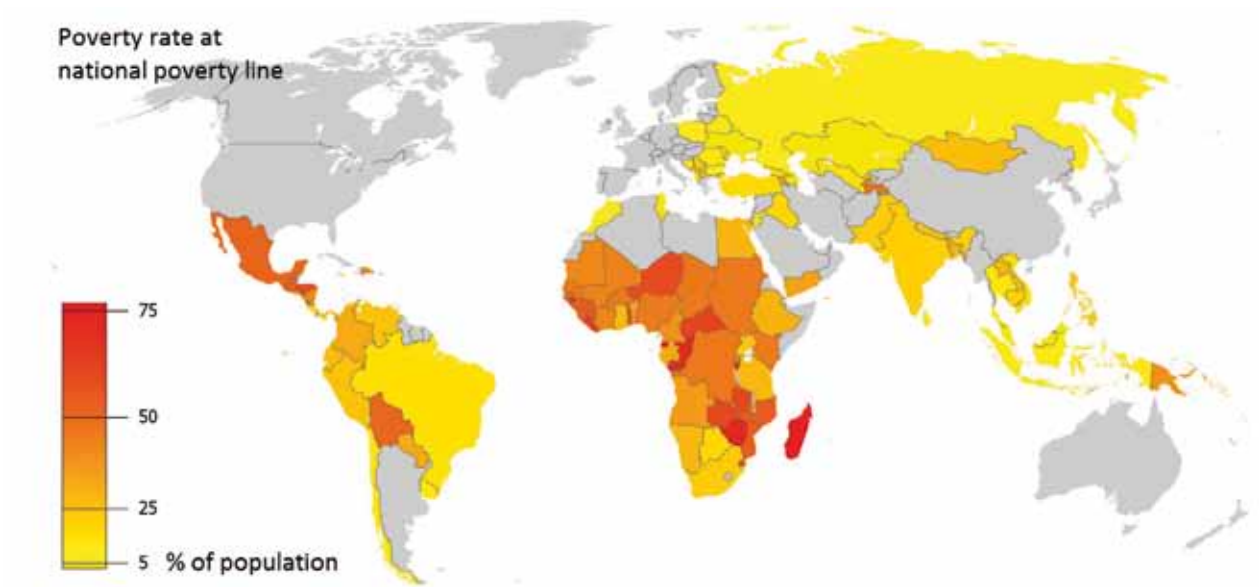 Poverty rate at
national poverty line
75
50
25
5 % of population